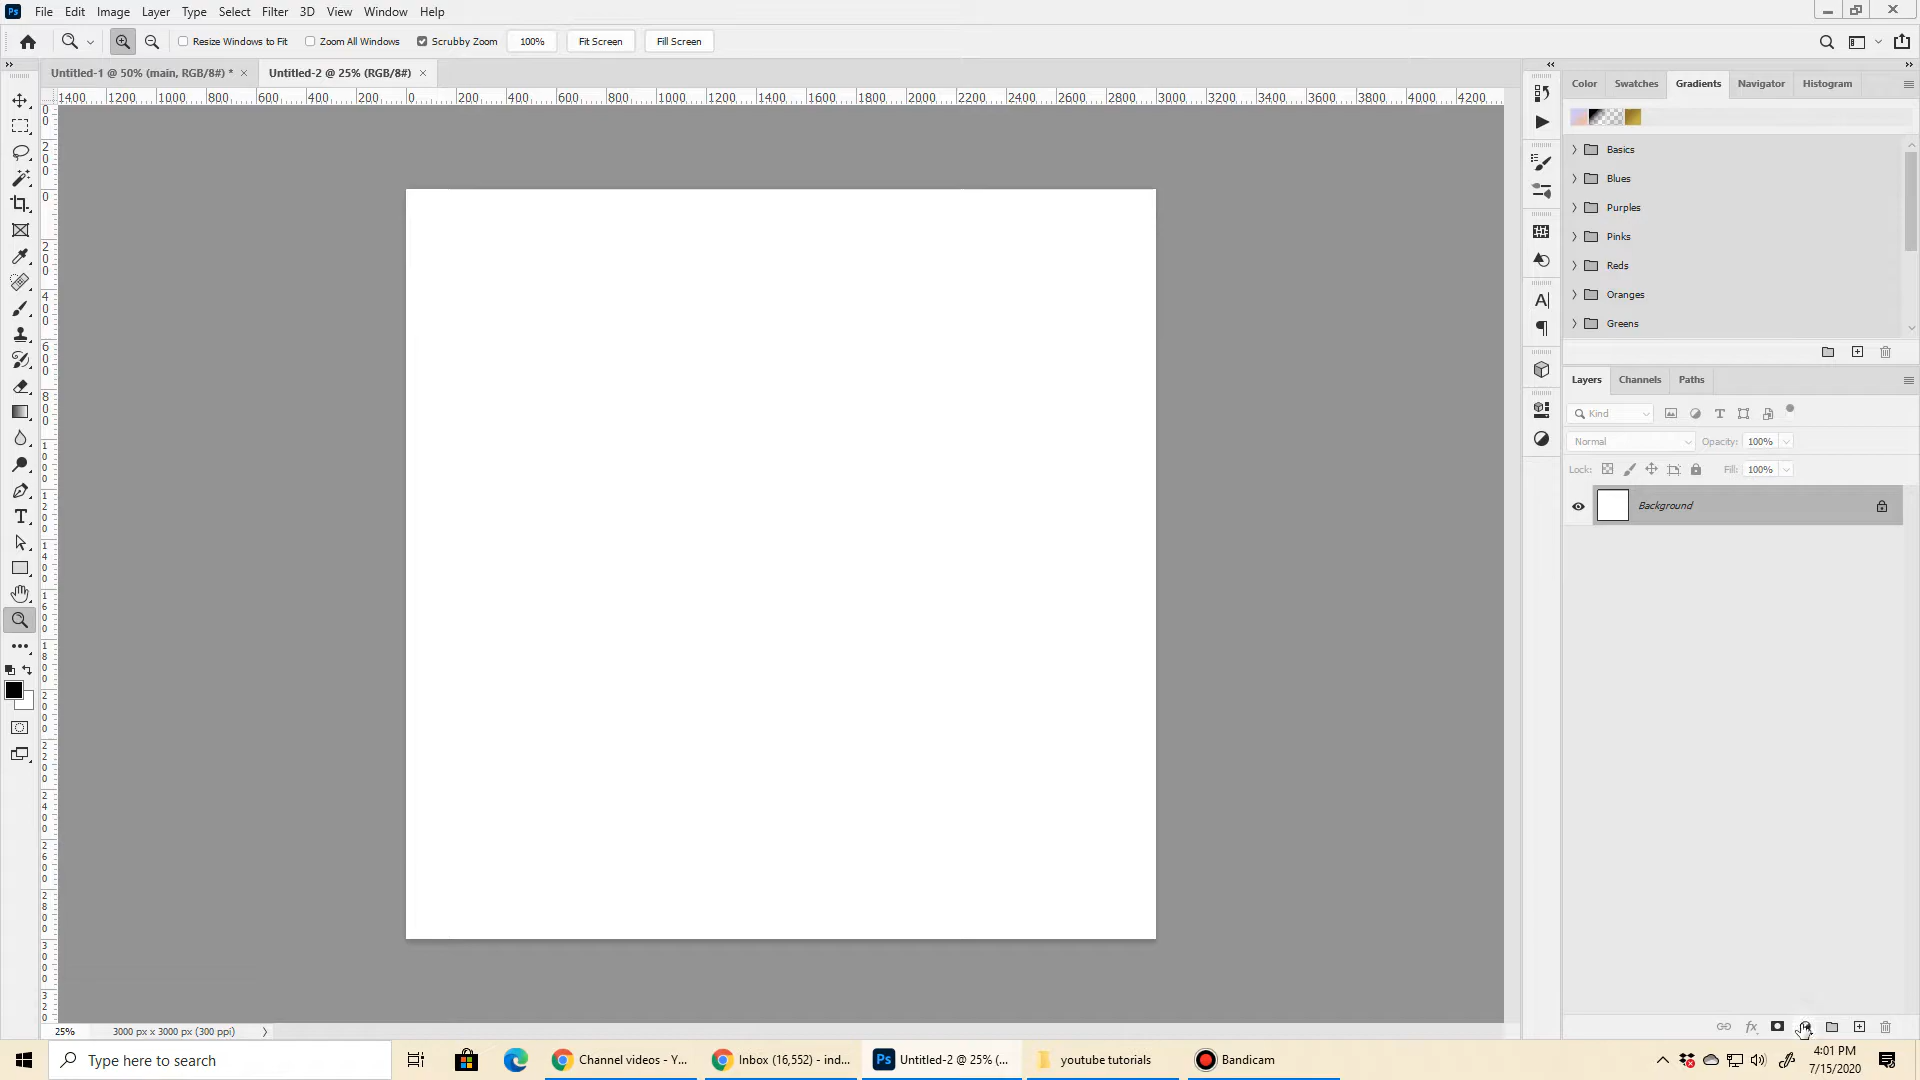 Ps File Edit Image Layer Type Select Filter 3D View Window Help
Resize Windows to Fit Zoom All Windows Scrubby Zoom 100% Fit Screen Fill Screen
Untitled-1 @ 50% (main, RGB/8#) * × Untitled-2 @ 25% (RGB/8#) ×
1400 1200 1000 800 600 400 200 0 200 400 600 800 1000 1200 1400 1600 1800 2000 2200 2400 2600 2800 3000 3200 3400 3600 3800 4000 4200
Color Swatches Gradients Navigator Histogram
Basics
Blues
Purples
Pinks
Reds
Oranges
Greens
Layers Channels Paths
Kind
Normal Opacity: 100%
Lock: Fill: 100%
Background
25% 3000 px x 3000 px (300 ppi)
Type here to search
Channel videos - Y...
Inbox (16,552) - ind...
Ps Untitled-2 @ 25% (...
youtube tutorials
Bandicam
4:01 PM
7/15/2020